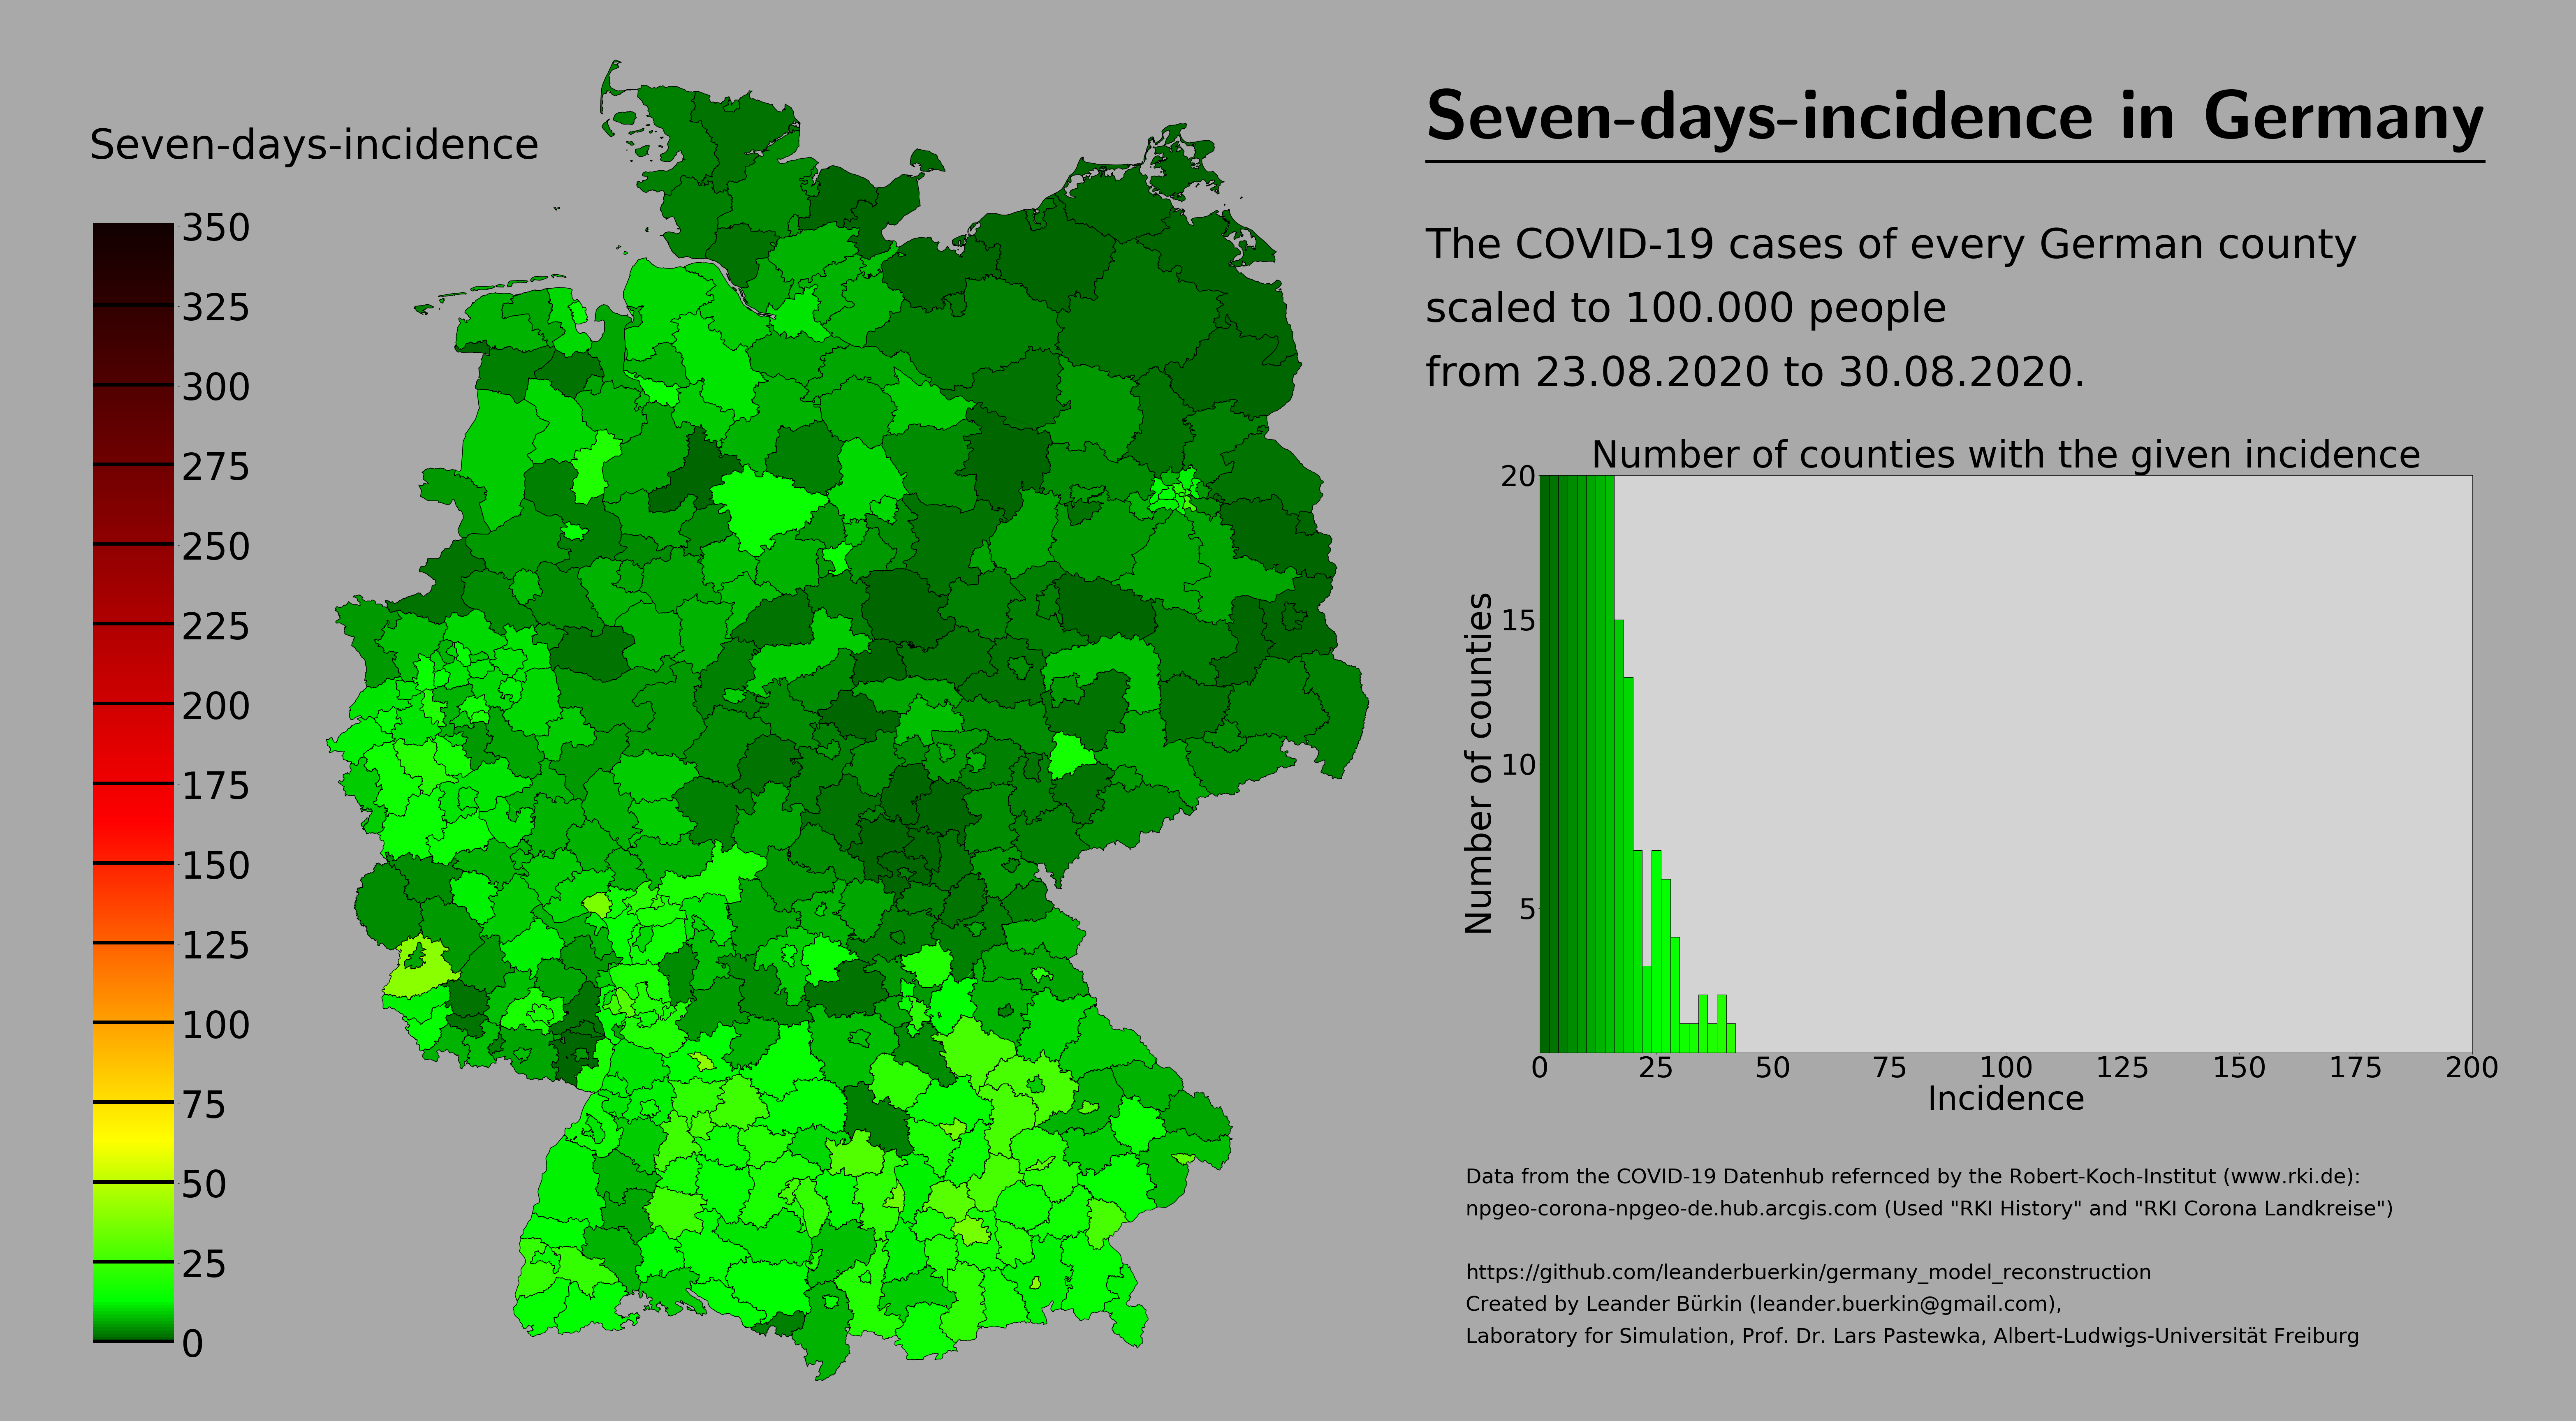 Seven-days-incidence
350
325
300
275
250
225
200
175
150
125
100
75
50
25
0
Seven-days-incidence in Germany
The COVID-19 cases of every German county
scaled to 100.000 people
from 23.08.2020 to 30.08.2020.
Number of counties with the given incidence
20
15
10
5
Number of counties
0 25 50 75 100 125 150 175 200
Incidence
Data from the COVID-19 Datenhub refernced by the Robert-Koch-Institut (www.rki.de):
npgeo-corona-npgeo-de.hub.arcgis.com (Used "RKI History" and "RKI Corona Landkreise")
https://github.com/leanderbuerkin/germany_model_reconstruction
Created by Leander Bürkin (leander.buerkin@gmail.com),
Laboratory for Simulation, Prof. Dr. Lars Pastewka, Albert-Ludwigs-Universität Freiburg